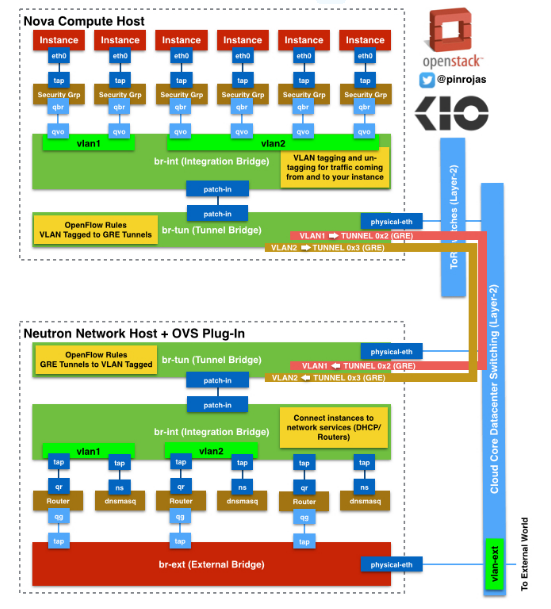 Nova Compute Host
Instance Instance Instance Instance Instance Instance
eth0 eth0 eth0 eth0 eth0 eth0
tap tap tap tap tap tap
Security Grp Security Grp Security Grp Security Grp Security Grp Security Grp
qbr qbr qbr qbr qbr qbr
qvo qvo qvo qvo qvo qvo
vlan1 vlan2
br-int (Integration Bridge)
VLAN tagging and un-
tagging for traffic coming
from and to your instance
patch-in
patch-in
OpenFlow Rules
VLAN Tagged to GRE Tunnels
br-tun (Tunnel Bridge)
physical-eth
VLAN1 ➡ TUNNEL 0x2 (GRE)
VLAN2 ➡ TUNNEL 0x3 (GRE)
openstack
@pinrojas
KIO
(Layer-2)
Cloud Core Datacenter Switching (Layer-2)
Neutron Network Host + OVS Plug-In
OpenFlow Rules
GRE Tunnels to VLAN Tagged
br-tun (Tunnel Bridge)
physical-eth
VLAN1 ⬅ TUNNEL 0x2 (GRE)
VLAN2 ⬅ TUNNEL 0x3 (GRE)
patch-in
patch-in
br-int (Integration Bridge)
Connect instances to
network services (DHCP/
Routers)
vlan1 vlan2
tap tap tap tap tap tap
qr ns qr ns qr ns
Router dnsmasq Router dnsmasq Router dnsmasq
qg qg qg
tap tap tap
br-ext (External Bridge)
physical-eth
vlan-ext
To External World